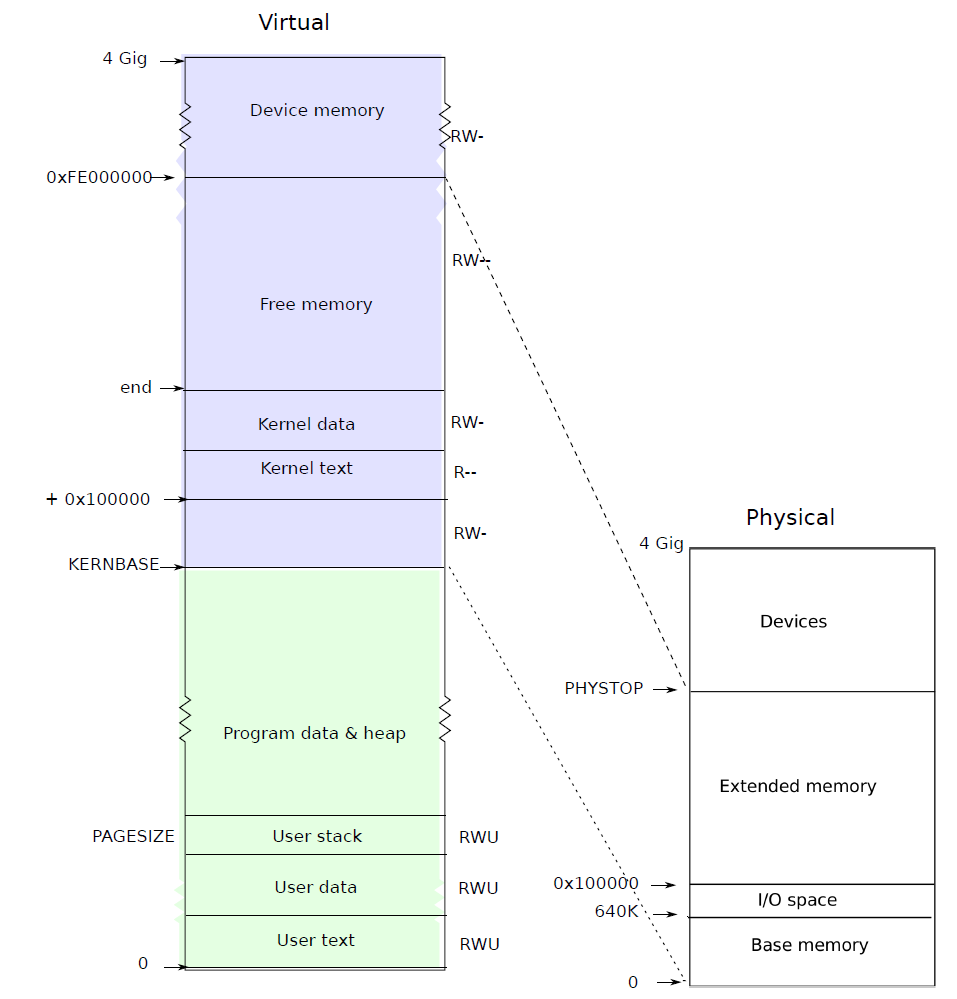 Virtual
4 Gig
Device memory
RW-
0xFE000000
RW--
Free memory
end
Kernel data
RW-
Kernel text
R--
+ 0x100000
RW-
KERNBASE
Program data & heap
PAGESIZE
User stack
RWU
User data
RWU
User text
RWU
0
Physical
4 Gig
Devices
PHYSTOP
Extended memory
0x100000
I/O space
640K
Base memory
0